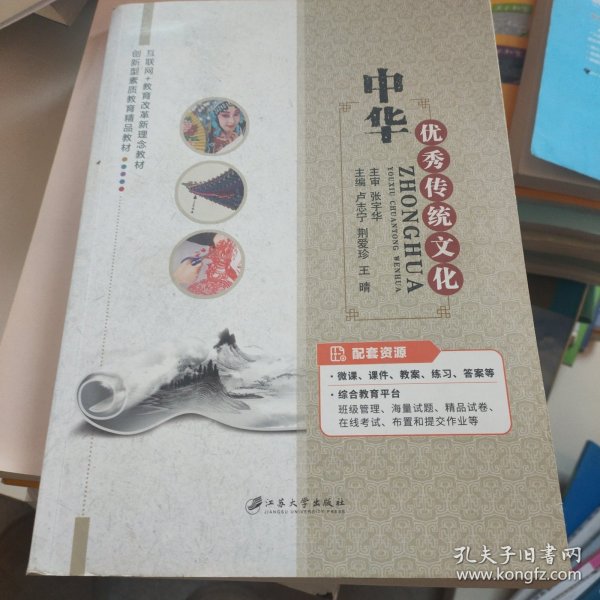 互联网+教育改革新理念教材
创新型素质教育精品教材
中华
优秀传统文化
ZHONGHUA
YOUXIU CHUANTONG WENHUA
主审 张宇华
主编 卢志宁 荆爱珍 王晴
配套资源
·微课、课件、教案、练习、答案等
·综合教育平台
班级管理、海量试题、精品试卷、
在线考试、布置和提交作业等
江苏大学出版社
JIANGSU UNIVERSITY PRESS
孔夫子旧书网
www.kongfz.com